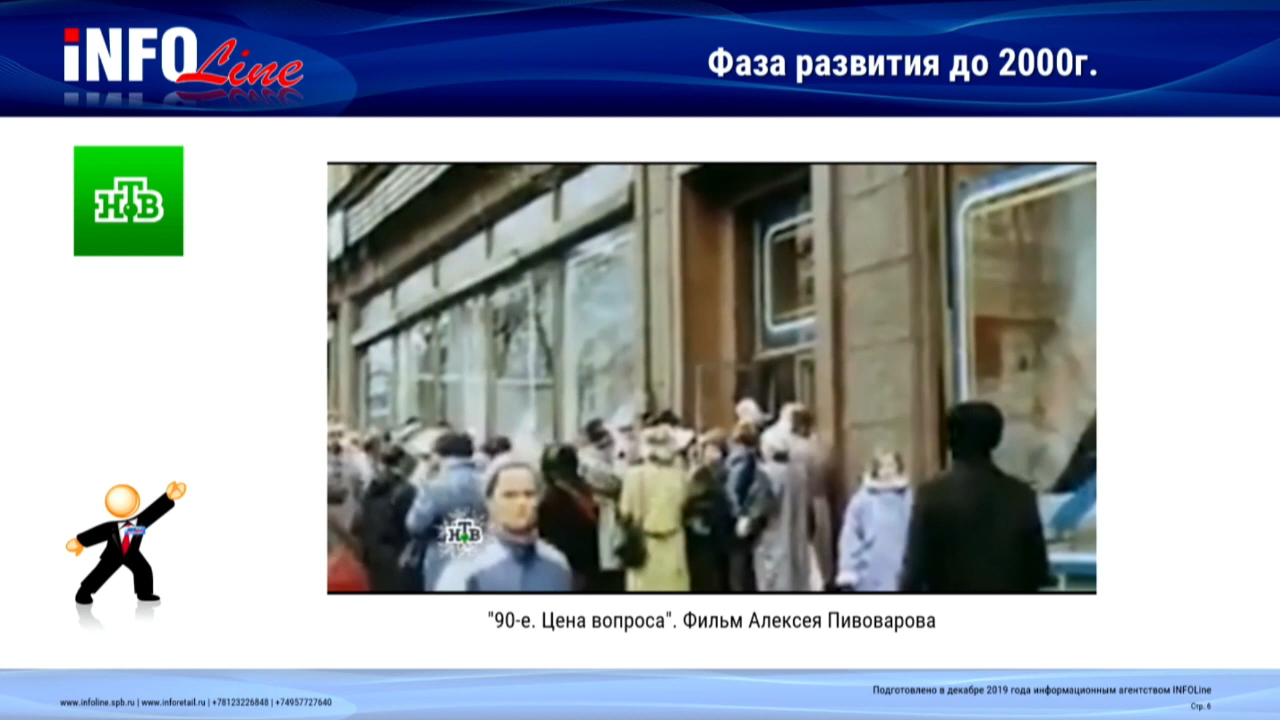 iNFOLine
Фаза развития до 2000г.
НТВ
НТВ
"90-е. Цена вопроса". Фильм Алексея Пивоварова
www.infoline.spb.ru | www.inforetail.ru | +78123226848 | +74957727640
Подготовлено в декабре 2019 года информационным агентством INFOLine
Стр. 6